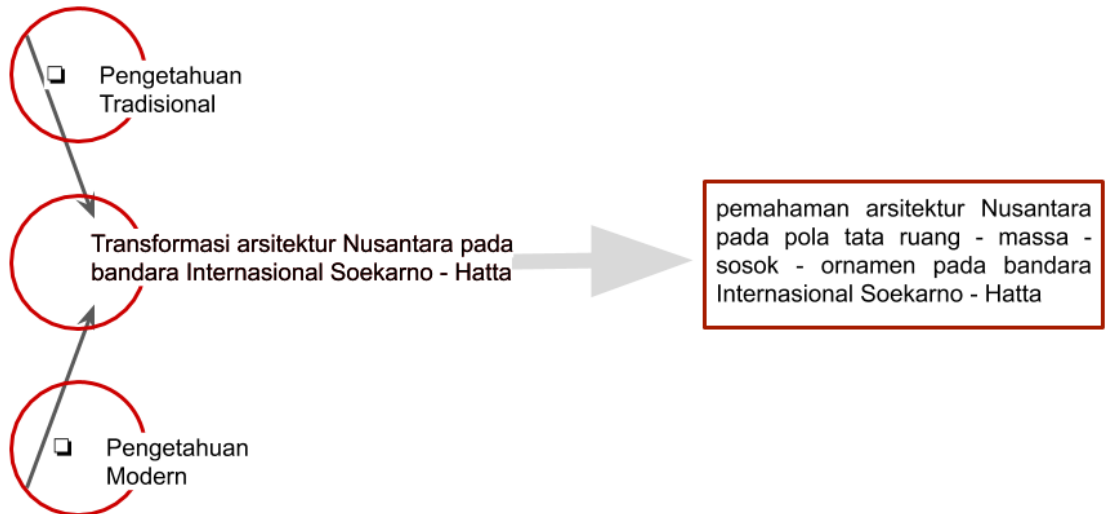 ❏ Pengetahuan
Tradisional
Transformasi arsitektur Nusantara pada
bandara Internasional Soekarno - Hatta
pemahaman arsitektur Nusantara
pada pola tata ruang - massa -
sosok - ornamen pada bandara
Internasional Soekarno - Hatta
❏ Pengetahuan
Modern